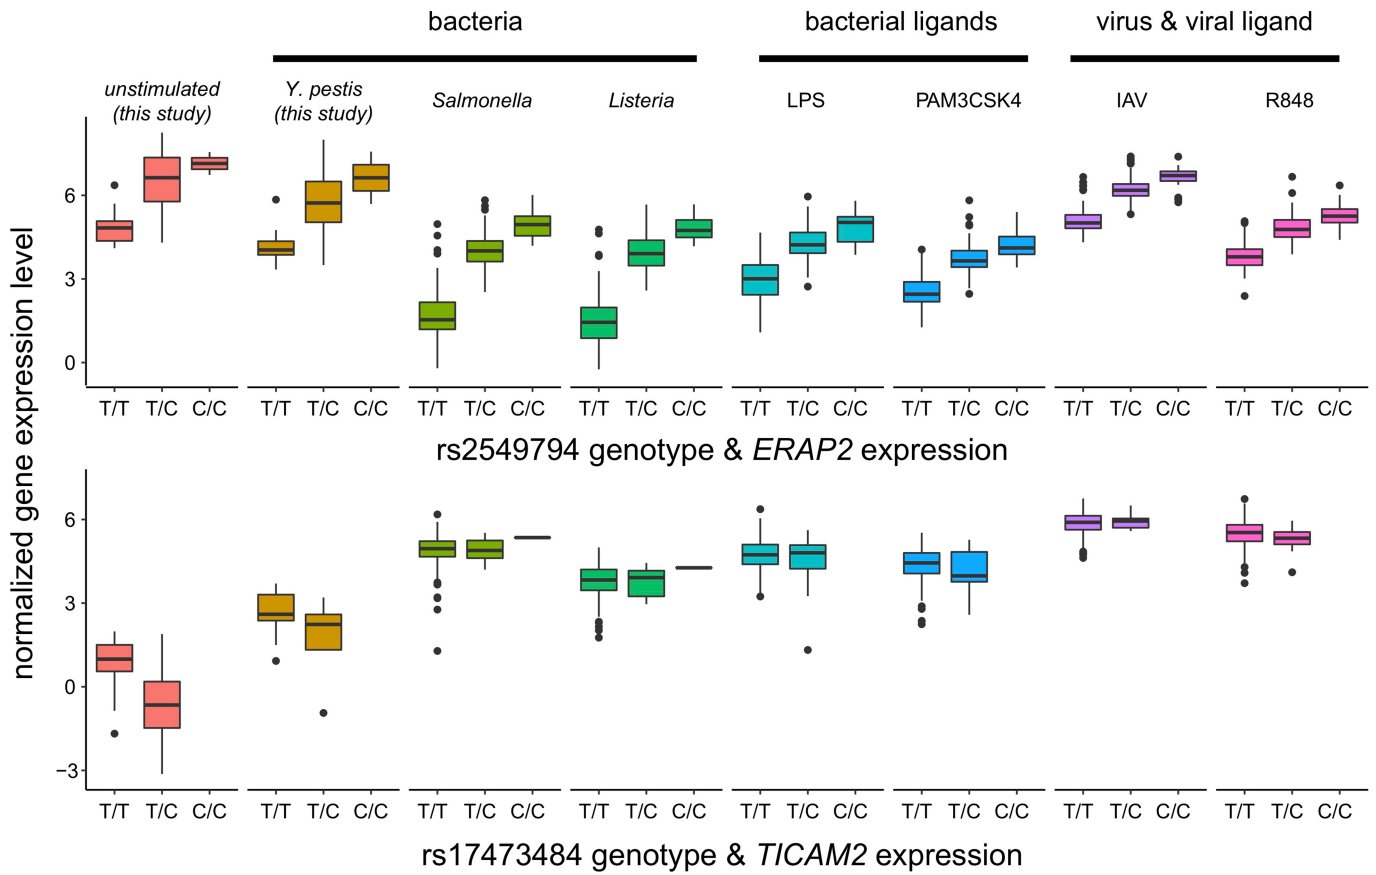 bacteria bacterial ligands virus & viral ligand
unstimulated (this study) Y. pestis (this study) Salmonella Listeria LPS PAM3CSK4 IAV R848
normalized gene expression level
6
3
0
T/T T/C C/C T/T T/C C/C T/T T/C C/C T/T T/C C/C T/T T/C C/C T/T T/C C/C T/T T/C C/C T/T T/C C/C
rs2549794 genotype & ERAP2 expression
6
3
0
−3
T/T T/C C/C T/T T/C C/C T/T T/C C/C T/T T/C C/C T/T T/C C/C T/T T/C C/C T/T T/C C/C T/T T/C C/C
rs17473484 genotype & TICAM2 expression